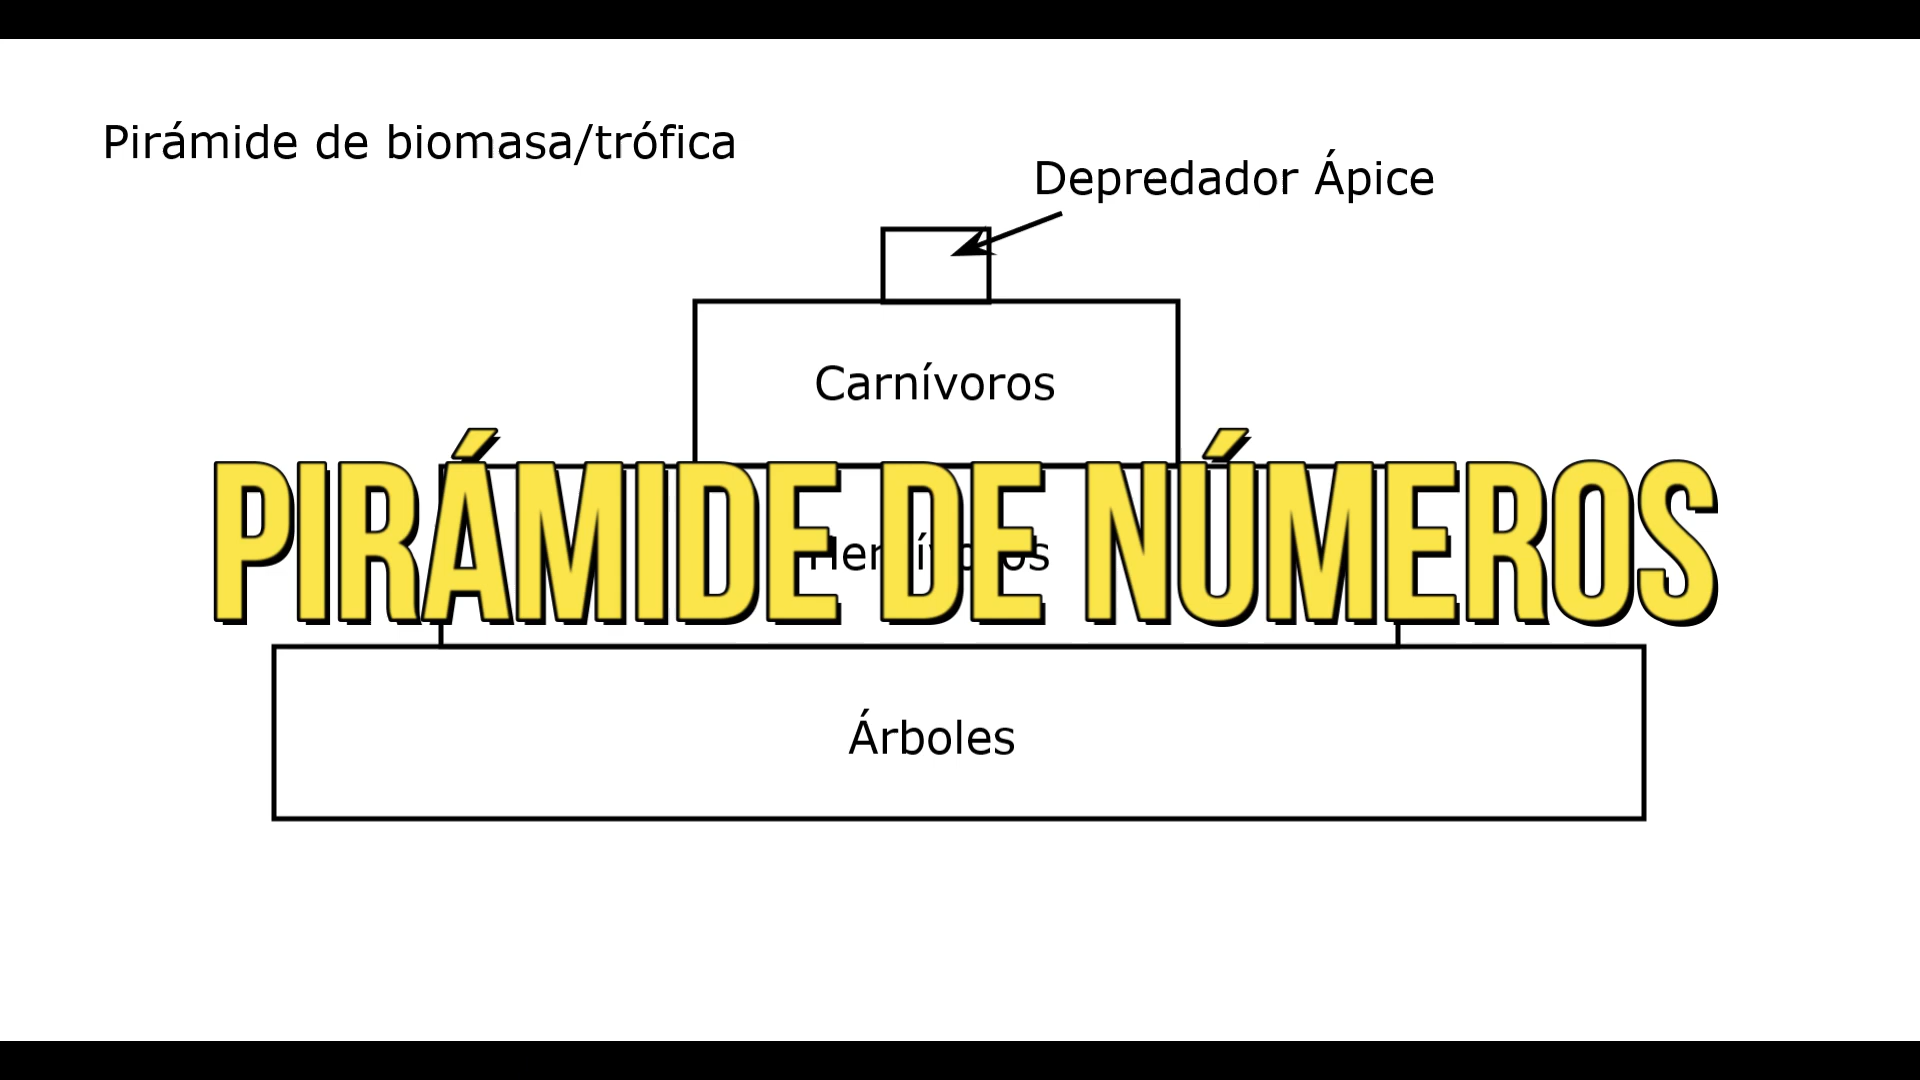 Pirámide de biomasa/trófica
Depredador Ápice
Carnívoros
PIRÁMIDE DE NÚMEROS
Árboles